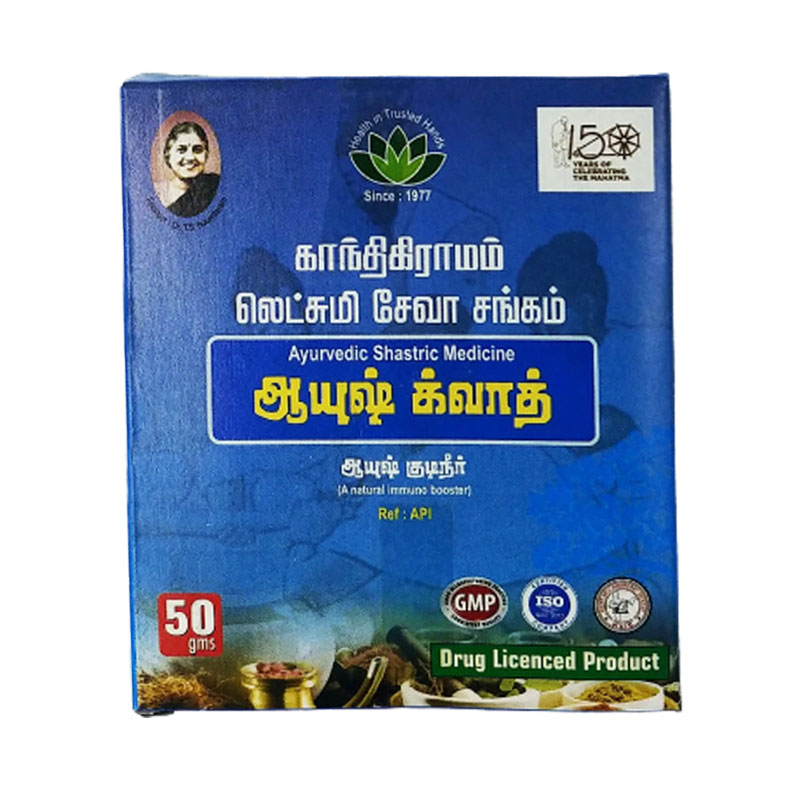 Health in Trusted Hands
Since : 1977
150
YEARS OF
CELEBRATING
THE MAHATMA
காந்திகிராமம்
லெட்சுமி சேவா சங்கம்
Ayurvedic Shastric Medicine
ஆயுஷ் க்வாத்
ஆயுஷ் குடிநீர்
(A natural immuno booster)
Ref : API
50
gms
GMP
ISO
Drug Licenced Product